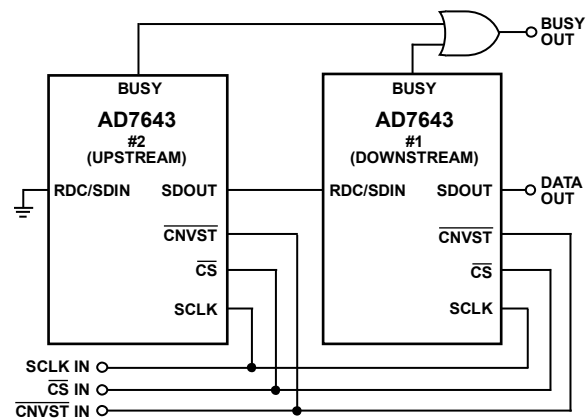 BUSY
OUT
BUSY
BUSY
AD7643
#2
(UPSTREAM)
AD7643
#1
(DOWNSTREAM)
RDC/SDIN SDOUT
RDC/SDIN SDOUT
DATA
OUT
CNVST
CNVST
CS
CS
SCLK
SCLK
SCLK IN
CS IN
CNVST IN